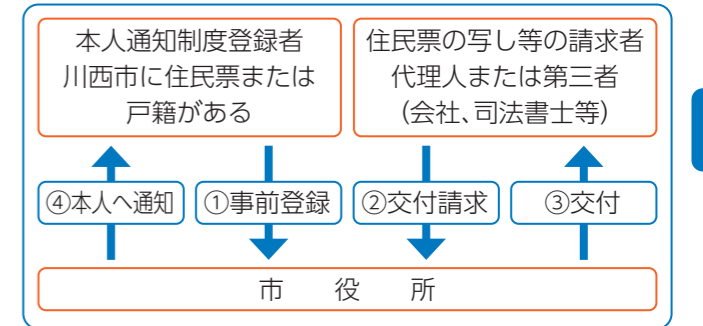 本人通知制度登録者
川西市に住民票または
戸籍がある
住民票の写し等の請求者
代理人または第三者
(会社、司法書士等)
④本人へ通知
①事前登録
②交付請求
③交付
市　役　所